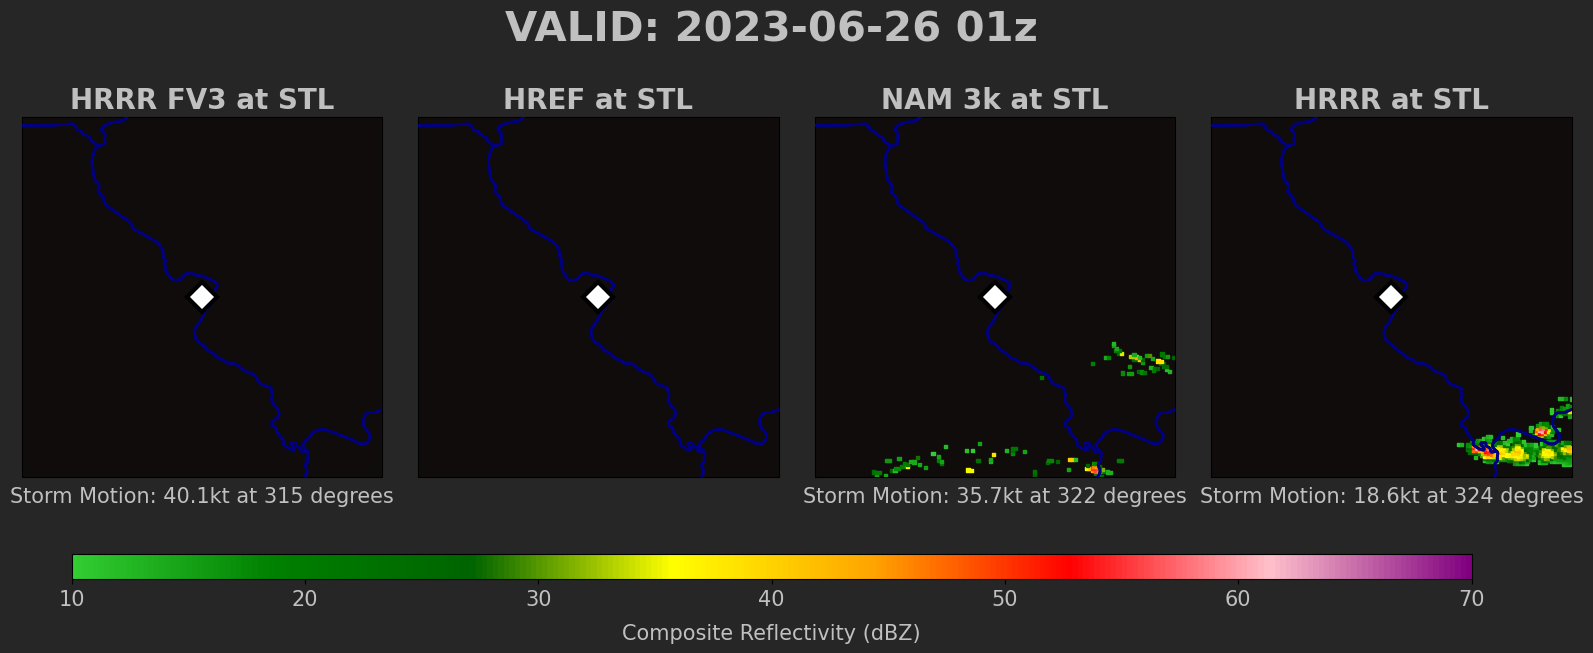 VALID: 2023-06-26 01z
HRRR FV3 at STL
HREF at STL
NAM 3k at STL
HRRR at STL
Storm Motion: 40.1kt at 315 degrees
Storm Motion: 35.7kt at 322 degrees
Storm Motion: 18.6kt at 324 degrees
10 20 30 40 50 60 70
Composite Reflectivity (dBZ)